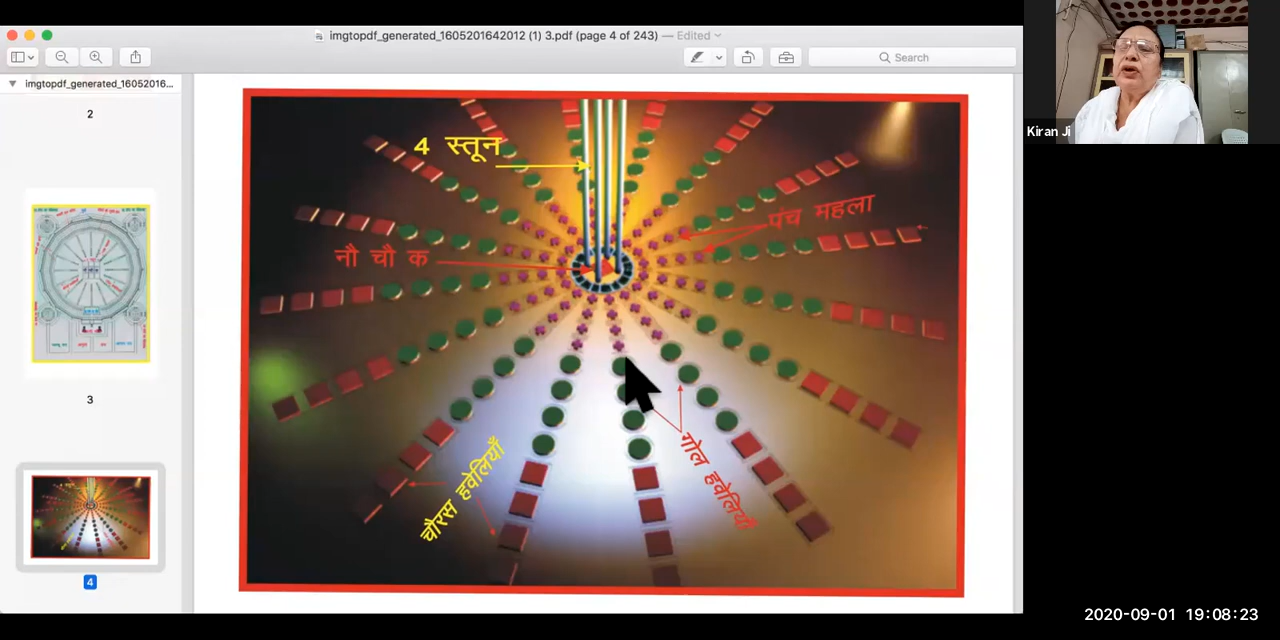 imgtopdf_generated_1605201642012 (1) 3.pdf (page 4 of 243) — Edited
Search
imgtopdf_generated_16052016...
2
3
4
4 स्तून
पंच महला
नौ चौ क
चौरस हवेलियाँ
गोल हवेलियाँ
Kiran Ji
2020-09-01 19:08:23